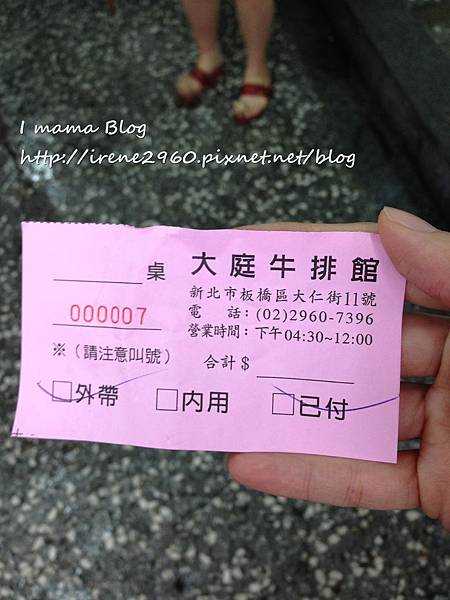 I mama Blog
http://irene2960.pixnet.net/blog
桌
000007
※(請注意叫號)
大庭牛排館
新北市板橋區大仁街11號
電 話:(02)2960-7396
營業時間:下午04:30~12:00
合計$
□外帶 □內用 □已付